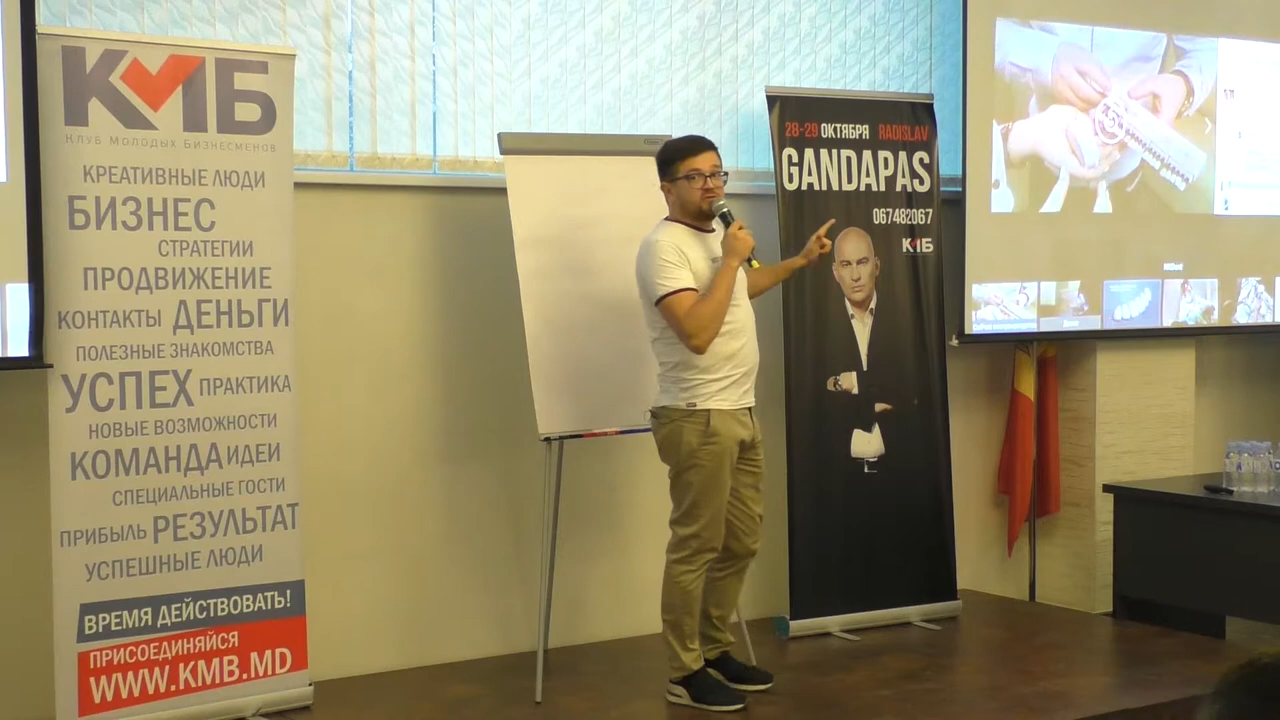 КМБ
Клуб Молодых Бизнесменов
КРЕАТИВНЫЕ ЛЮДИ
БИЗНЕС
СТРАТЕГИИ
ПРОДВИЖЕНИЕ
КОНТАКТЫ ДЕНЬГИ
ПОЛЕЗНЫЕ ЗНАКОМСТВА
УСПЕХ ПРАКТИКА
НОВЫЕ ВОЗМОЖНОСТИ
КОМАНДА ИДЕИ
СПЕЦИАЛЬНЫЕ ГОСТИ
ПРИБЫЛЬ РЕЗУЛЬТАТ
УСПЕШНЫЕ ЛЮДИ
ВРЕМЯ ДЕЙСТВОВАТЬ!
ПРИСОЕДИНЯЙСЯ
WWW.KMB.MD
28-29 ОКТЯБРЯ RADISLAV
GANDAPAS
067482067
КМБ